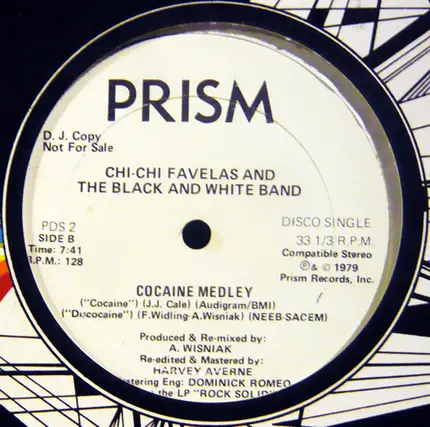 PRISM
D. J. Copy
Not For Sale
CHI-CHI FAVELAS AND
THE BLACK AND WHITE BAND
PDS 2
SIDE B
Time: 7:41
B.P.M.: 128
DISCO SINGLE
33 1/3 R.P.M.
Compatible Stereo
Ⓟ & © 1979
Prism Records, Inc.
COCAINE MEDLEY
("Cocaine") (J.J. Cale) (Audigram/BMI)
("Discocaine") (F.Widling-A.Wisniak) (NEEB-SACEM)
Produced & Re-mixed by:
A. WISNIAK
Re-edited & Mastered by:
HARVEY AVERNE
Eng: DOMINICK ROMEO
the LP "ROCK SOLID